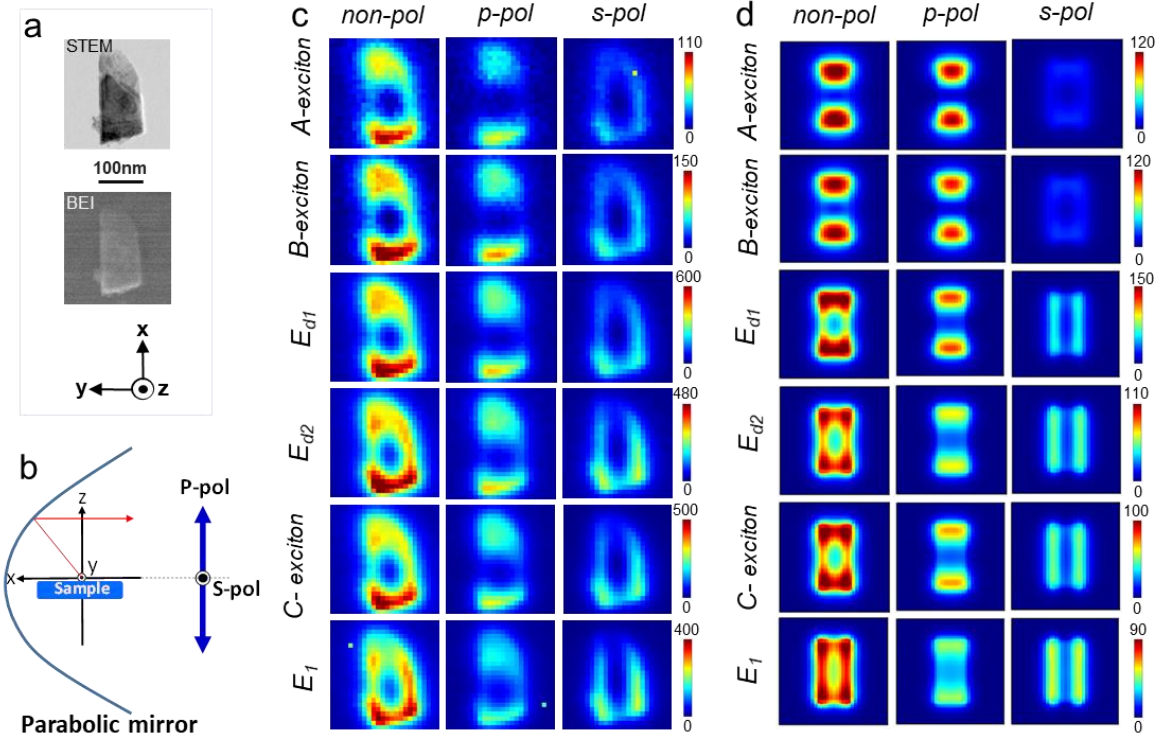 a
STEM
100nm
BEI
x
y
z
b
P-pol
z
x
y
Sample
S-pol
Parabolic mirror
c
non-pol p-pol s-pol
A-exciton
110
0
B-exciton
150
0
Ed1
600
0
Ed2
480
0
C- exciton
500
0
E1
400
0
d
non-pol p-pol s-pol
A-exciton
120
0
B-exciton
120
0
Ed1
150
0
Ed2
110
0
C- exciton
100
0
E1
90
0